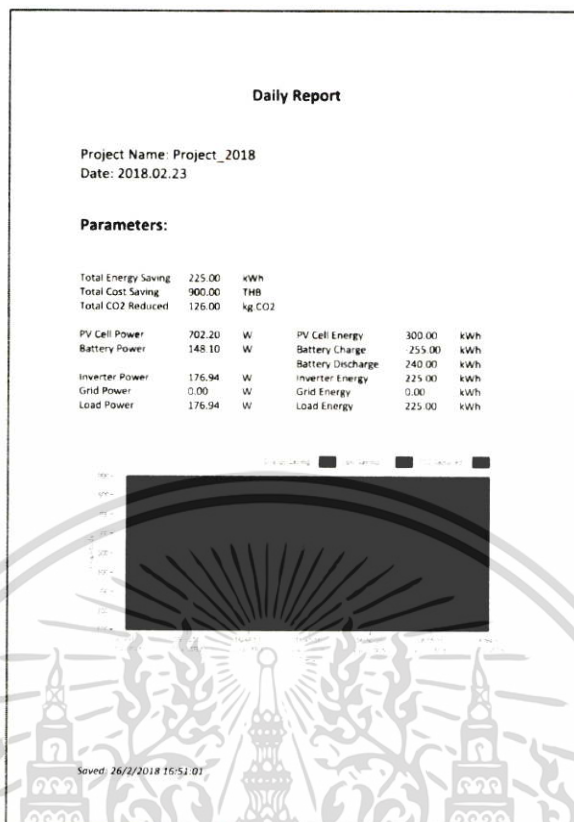 Daily Report
Project Name: Project_2018
Date: 2018.02.23
Parameters:
Total Energy Saving 225.00 kWh
Total Cost Saving 900.00 THB
Total CO2 Reduced 126.00 kg CO2
PV Cell Power 702.20 W PV Cell Energy 300.00 kWh
Battery Power 148.10 W Battery Charge 255.00 kWh
Battery Discharge 240.00 kWh
Inverter Power 176.94 W Inverter Energy 225.00 kWh
Grid Power 0.00 W Grid Energy 0.00 kWh
Load Power 176.94 W Load Energy 225.00 kWh
Saved: 26/2/2018 16:51:01